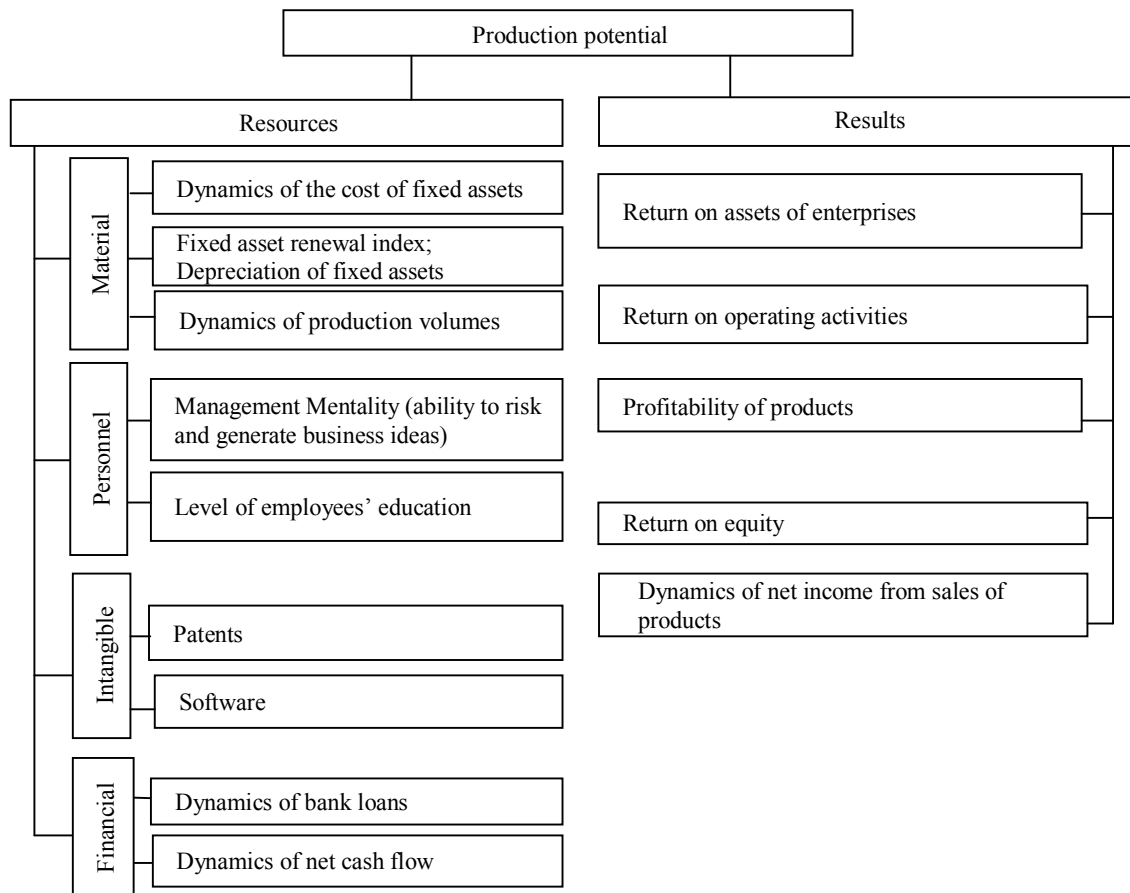 Production potential
Resources
Material
Dynamics of the cost of fixed assets
Fixed asset renewal index;
Depreciation of fixed assets
Dynamics of production volumes
Personnel
Management Mentality (ability to risk
and generate business ideas)
Level of employees’ education
Intangible
Patents
Software
Financial
Dynamics of bank loans
Dynamics of net cash flow
Results
Return on assets of enterprises
Return on operating activities
Profitability of products
Return on equity
Dynamics of net income from sales of
products